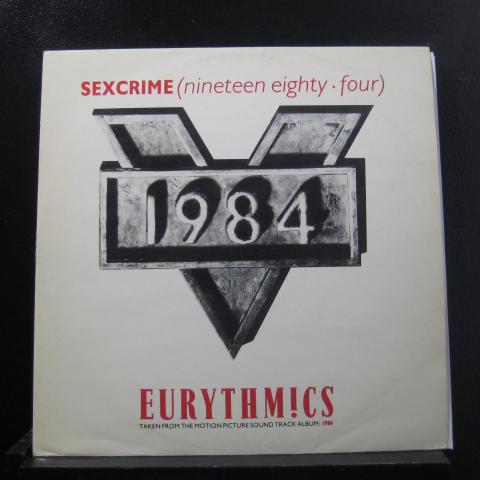 SEXCRIME (nineteen eighty · four)
1984
EURYTHM!CS
TAKEN FROM THE MOTION PICTURE SOUND TRACK ALBUM: 1984